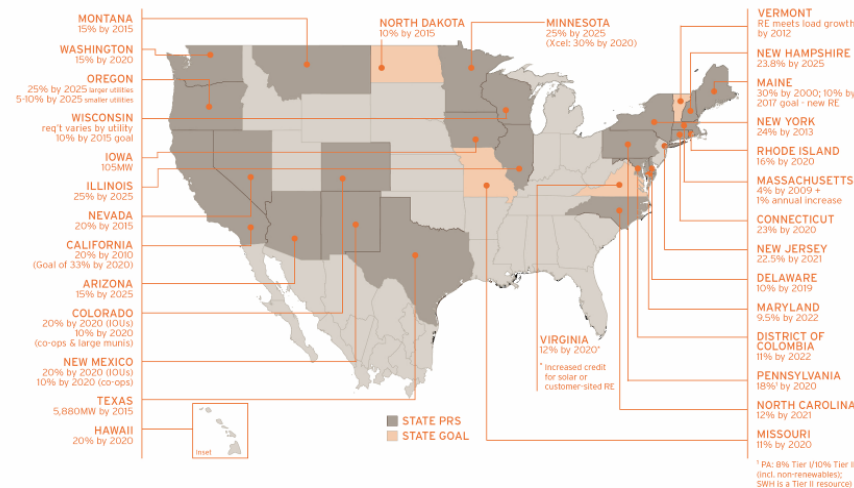 MONTANA
15% by 2015
WASHINGTON
15% by 2020
OREGON
25% by 2025 larger utilities
5-10% by 2025 smaller utilities
WISCONSIN
req't varies by utility
10% by 2015 goal
IOWA
105MW
ILLINOIS
25% by 2025
NEVADA
20% by 2015
CALIFORNIA
20% by 2010
(Goal of 33% by 2020)
ARIZONA
15% by 2025
COLORADO
20% by 2020 (IOUs)
10% by 2020
(co-ops & large munis)
NEW MEXICO
20% by 2020 (IOUs)
10% by 2020 (co-ops)
TEXAS
5,880MW by 2015
HAWAII
20% by 2020
Inset
NORTH DAKOTA
10% by 2015
MINNESOTA
25% by 2025
(Xcel: 30% by 2020)
VIRGINIA
12% by 2020*
* Increased credit
for solar or
customer-sited RE
STATE PRS
STATE GOAL
VERMONT
RE meets load growth
by 2012
NEW HAMPSHIRE
23.8% by 2025
MAINE
30% by 2000; 10% by
2017 goal - new RE
NEW YORK
24% by 2013
RHODE ISLAND
16% by 2020
MASSACHUSETTS
4% by 2009 +
1% annual increase
CONNECTICUT
23% by 2020
NEW JERSEY
22.5% by 2021
DELAWARE
10% by 2019
MARYLAND
9.5% by 2022
DISTRICT OF
COLOMBIA
11% by 2022
PENNSYLVANIA
18%¹ by 2020
NORTH CAROLINA
12% by 2021
MISSOURI
11% by 2020
¹ PA: 8% Tier I/10% Tier II
(incl. non-renewables);
SWH is a Tier II resource)